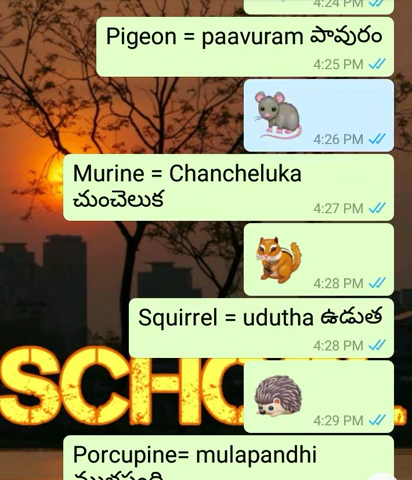 4:24 PM
Pigeon = paavuram పావురం
4:25 PM
4:26 PM
Murine = Chancheluka
చుంచెలుక
4:27 PM
4:28 PM
Squirrel = udutha ఉడుత
4:28 PM
4:29 PM
Porcupine= mulapandhi